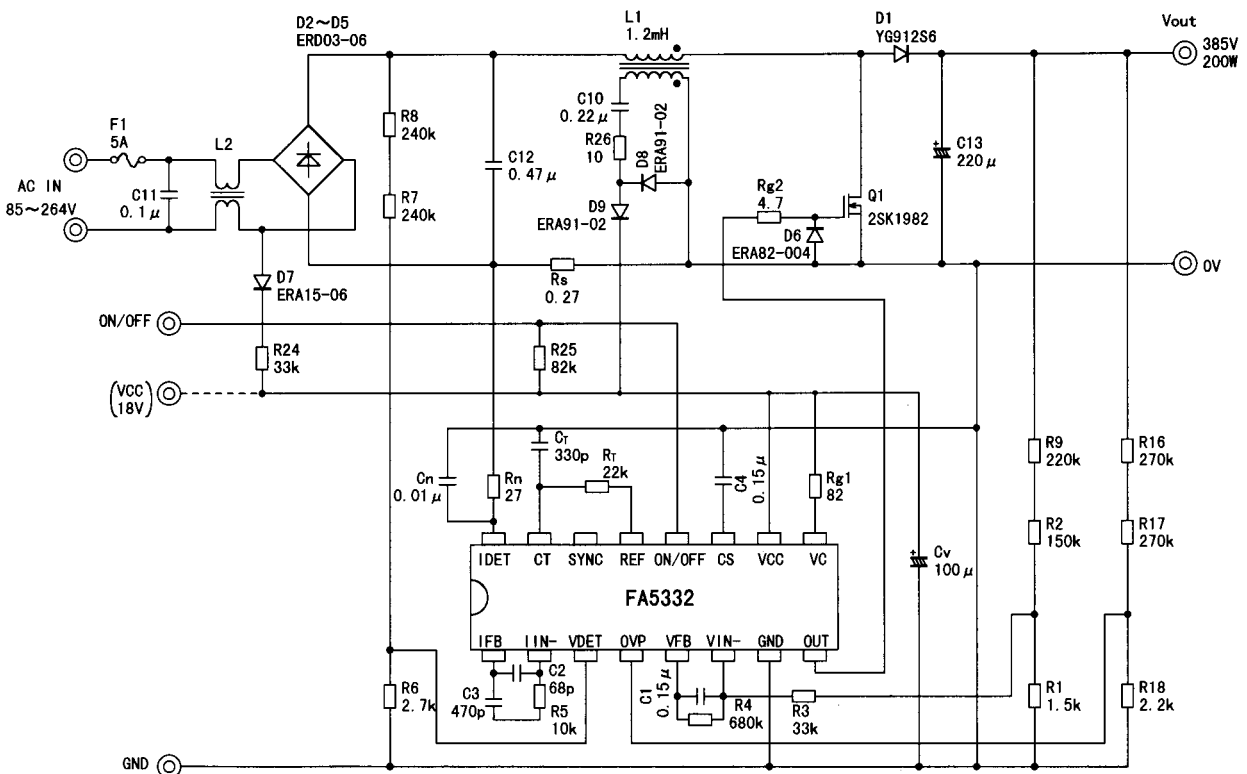 D2～D5
ERD03-06
L1
1.2mH
D1
YG912S6
Vout
385V
200W
F1
5A
L2
R8
240k
C10
0.22μ
R26
10
D8
ERA91-02
C12
0.47μ
C13
220μ
AC IN
85～264V
C11
0.1μ
R7
240k
D9
ERA91-02
Rg2
4.7
Q1
2SK1982
D6
ERA82-004
D7
ERA15-06
Rs
0.27
0V
ON/OFF
R24
33k
R25
82k
(VCC
18V)
CT
330p
RT
22k
Cn
0.01μ
Rn
27
C4
0.15μ
Rg1
82
R9
220k
R16
270k
R2
150k
R17
270k
IDET CT SYNC REF ON/OFF CS VCC VC
Cv
100μ
FA5332
IFB IIN- VDET OVP VFB VIN- GND OUT
R6
2.7k
C3
470p
C2
68p
R5
10k
C1
0.15μ
R4
680k
R3
33k
R1
1.5k
R18
2.2k
GND